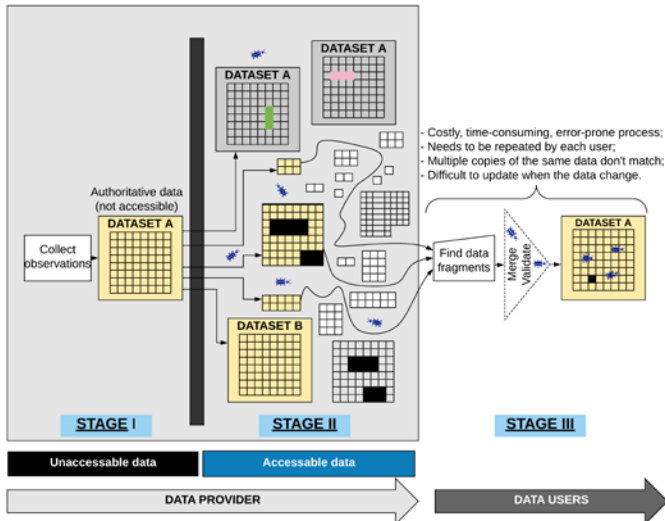 DATASET A
DATASET A
- Costly, time-consuming, error-prone process;
- Needs to be repeated by each user;
- Multiple copies of the same data don't match;
- Difficult to update when the data change.
Authoritative data
(not accessible)
DATASET A
Collect
observations
DATASET B
Find data
fragments
Merge
Validate
DATASET A
STAGE I
STAGE II
STAGE III
Unaccessable data
Accessable data
DATA PROVIDER
DATA USERS